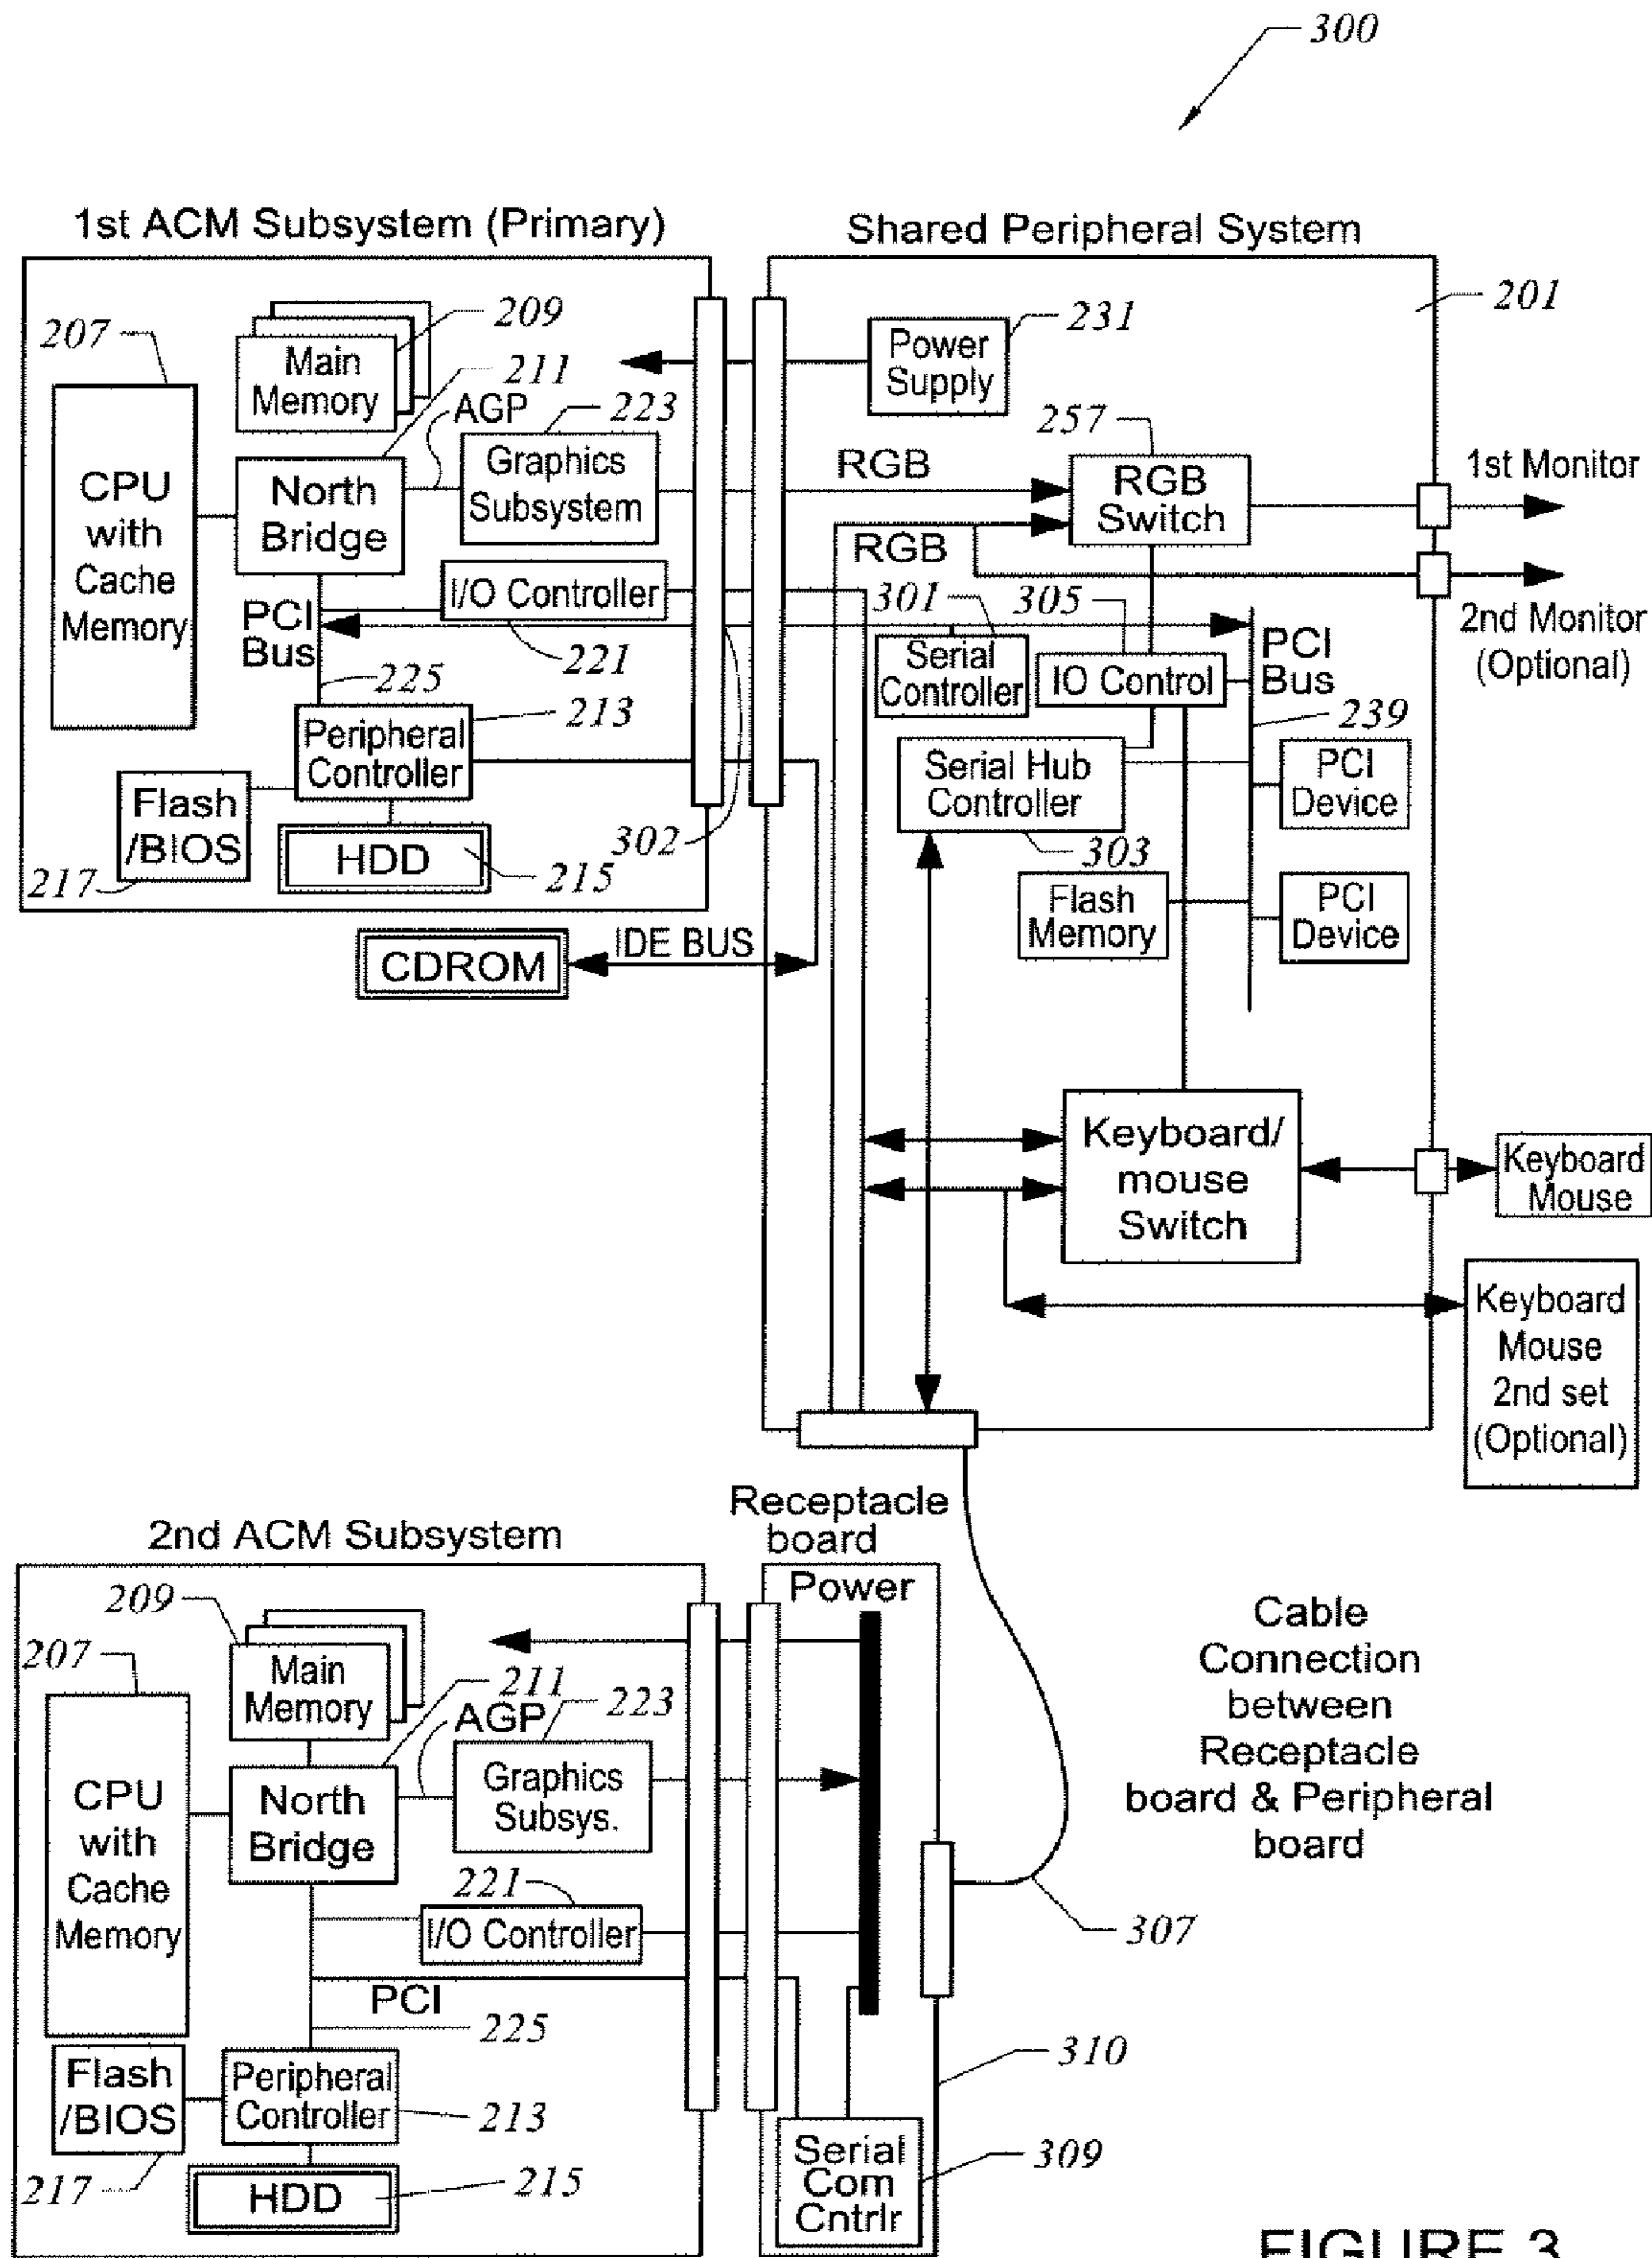 300
1st ACM Subsystem (Primary)
Shared Peripheral System
201
207
209
Main
Memory
211
AGP
223
CPU
with
Cache
Memory
North
Bridge
Graphics
Subsystem
I/O Controller
221
PCI
Bus
225
Peripheral
Controller
213
Flash
/BIOS
217
HDD
215
302
CDROM
IDE BUS
Power
Supply
231
RGB
257
RGB
Switch
RGB
1st Monitor
2nd Monitor
(Optional)
301
Serial
Controller
305
IO Control
PCI
Bus
239
Serial Hub
Controller
303
PCI
Device
Flash
Memory
PCI
Device
Keyboard/
mouse
Switch
Keyboard
Mouse
Keyboard
Mouse
2nd set
(Optional)
2nd ACM Subsystem
Receptacle
board
Power
209
207
Main
Memory
211
AGP
223
CPU
with
Cache
Memory
North
Bridge
Graphics
Subsys.
221
I/O Controller
PCI
225
Flash
/BIOS
217
Peripheral
Controller
213
HDD
215
Cable
Connection
between
Receptacle
board & Peripheral
board
307
310
Serial
Com
Cntrlr
309
FIGURE 3